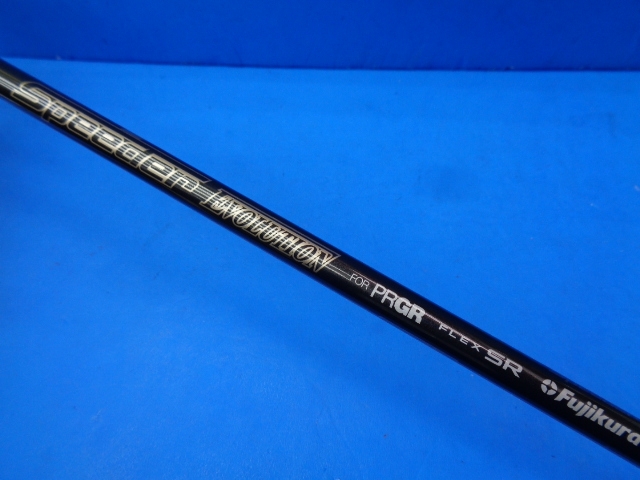 Speeder EVOLUTION FOR PRGR FLEX SR Fujikura